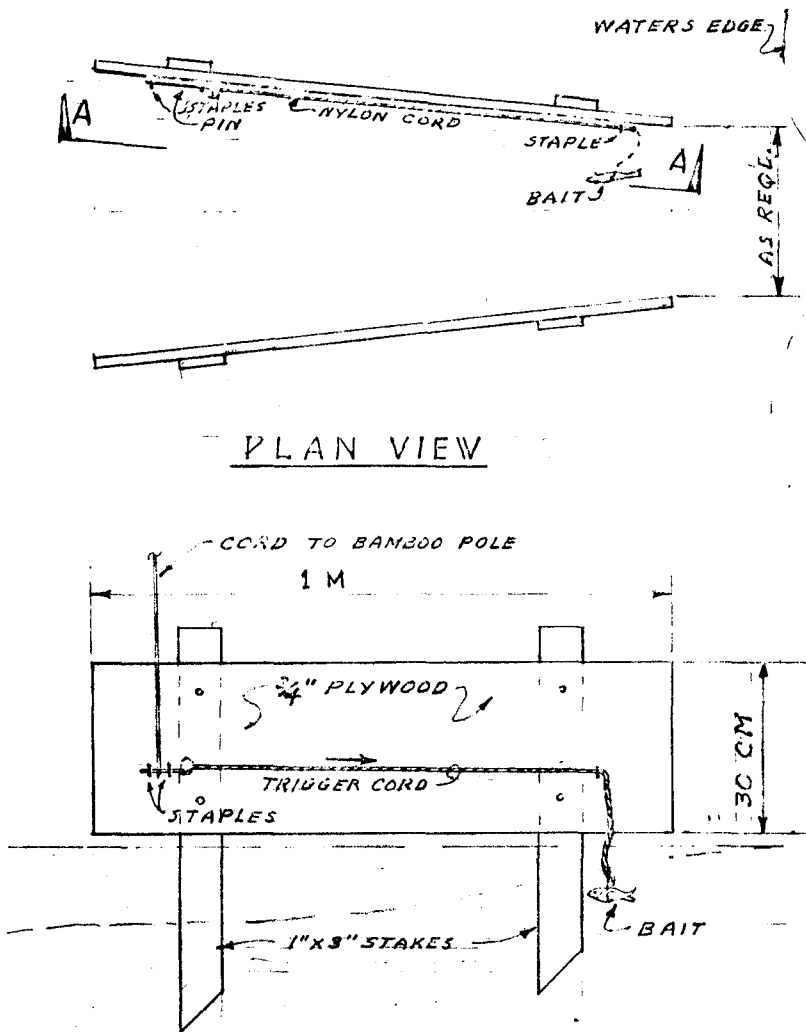 WATERS EDGE
A
STAPLES
PIN
NYLON CORD
STAPLE
A
BAIT
AS REQ'D.
PLAN VIEW
CORD TO BAMBOO POLE
1 M
3/4" PLYWOOD
30 CM
TRIGGER CORD
STAPLES
1"X3" STAKES
BAIT